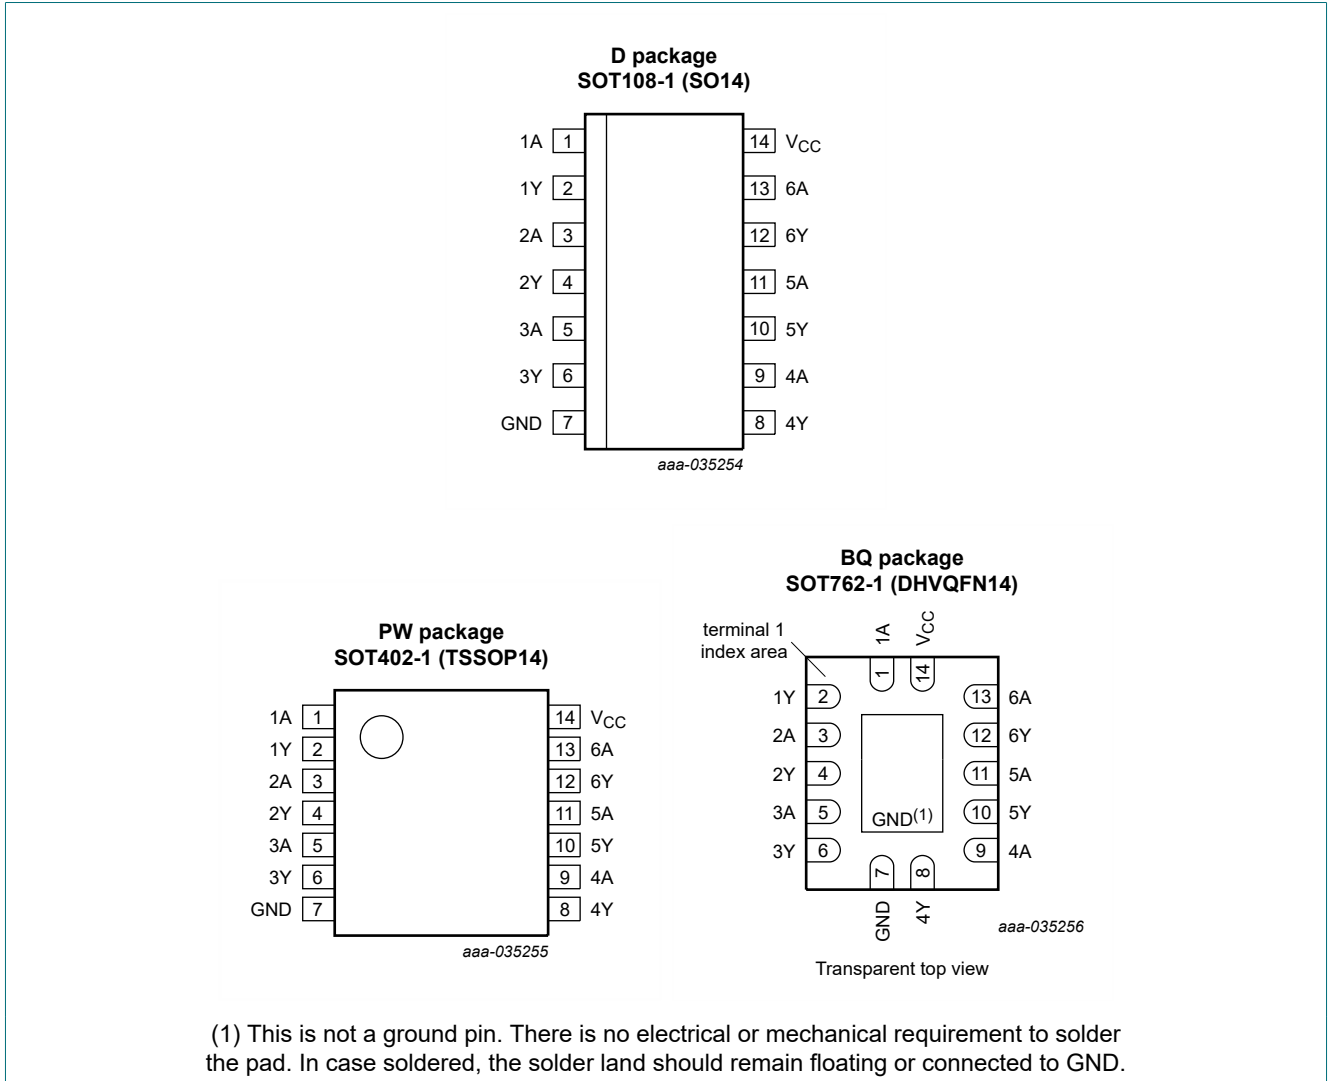 D package
SOT108-1 (SO14)
1A 1 14 VCC
1Y 2 13 6A
2A 3 12 6Y
2Y 4 11 5A
3A 5 10 5Y
3Y 6 9 4A
GND 7 8 4Y
aaa-035254
PW package
SOT402-1 (TSSOP14)
1A 1 14 VCC
1Y 2 13 6A
2A 3 12 6Y
2Y 4 11 5A
3A 5 10 5Y
3Y 6 9 4A
GND 7 8 4Y
aaa-035255
BQ package
SOT762-1 (DHVQFN14)
terminal 1
index area
1A VCC
1 14
1Y 2 13 6A
2A 3 12 6Y
2Y 4 11 5A
3A 5 10 5Y
GND(1)
3Y 6 9 4A
7 8
GND 4Y
aaa-035256
Transparent top view
(1) This is not a ground pin. There is no electrical or mechanical requirement to solder
the pad. In case soldered, the solder land should remain floating or connected to GND.